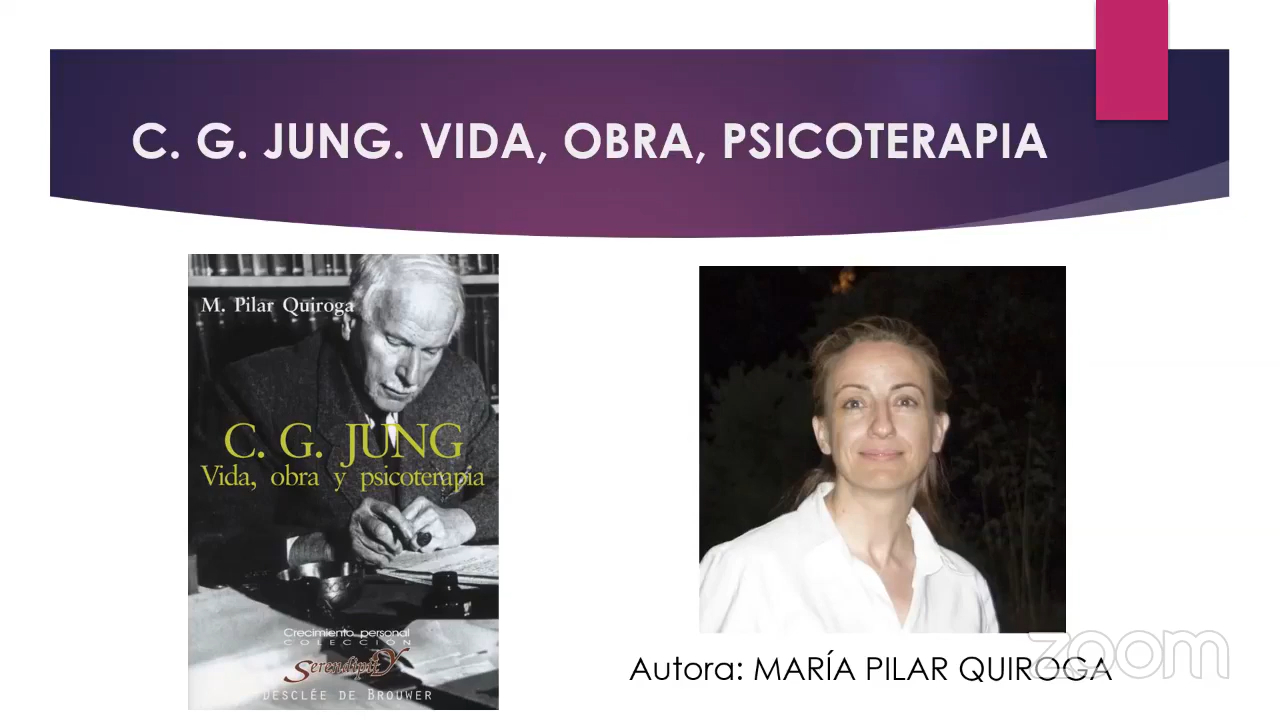 C. G. JUNG. VIDA, OBRA, PSICOTERAPIA
M. Pilar Quiroga
C. G. JUNG
Vida, obra y psicoterapia
Crecimiento personal
COLECCIÓN
Serendipity
DESCLÉE DE BROUWER
Autora: MARÍA PILAR QUIROGA
zoom